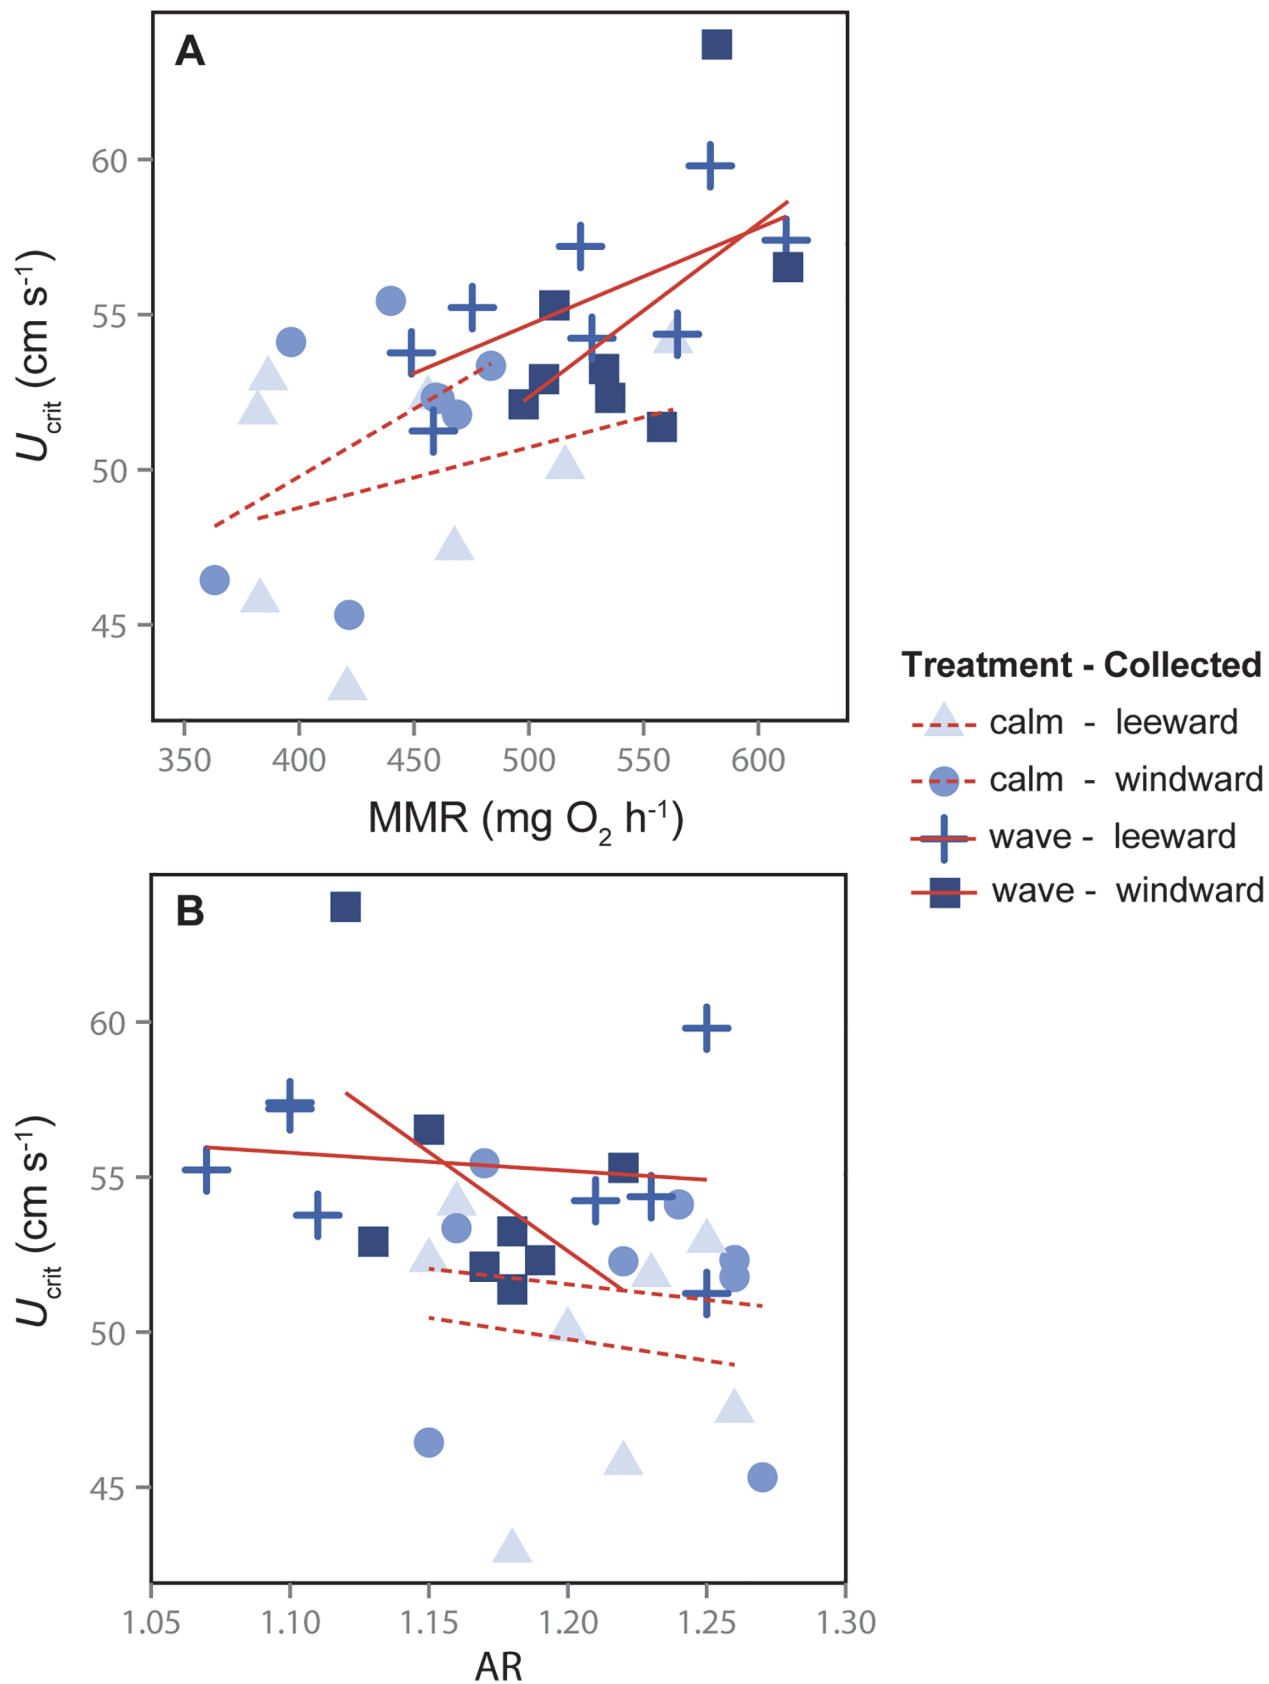 A
60
55
50
45
U_crit (cm s⁻¹)
350 400 450 500 550 600
MMR (mg O₂ h⁻¹)
Treatment - Collected
calm - leeward
calm - windward
wave - leeward
wave - windward
B
60
55
50
45
U_crit (cm s⁻¹)
1.05 1.10 1.15 1.20 1.25 1.30
AR